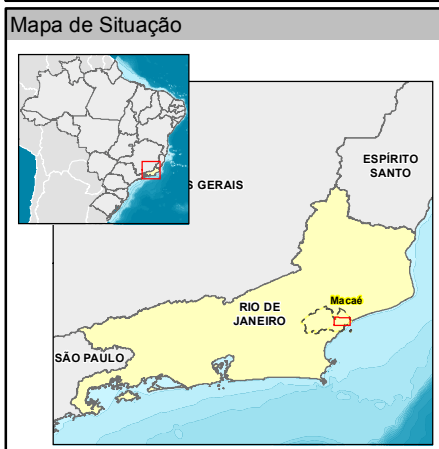 Mapa de Situação
ESPÍRITO
SANTO
S GERAIS
Macaé
RIO DE
JANEIRO
SÃO PAULO